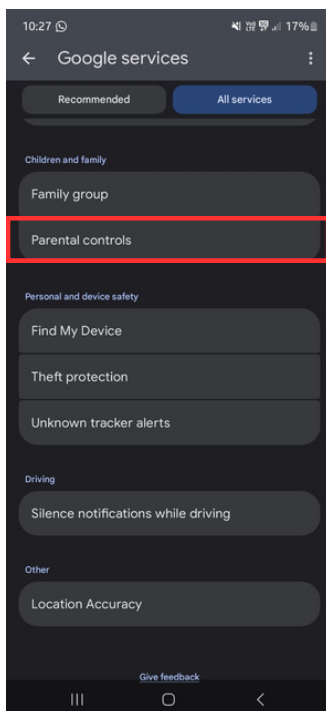 10:27 17%
Google services
Recommended All services
Children and family
Family group
Parental controls
Personal and device safety
Find My Device
Theft protection
Unknown tracker alerts
Driving
Silence notifications while driving
Other
Location Accuracy
Give feedback